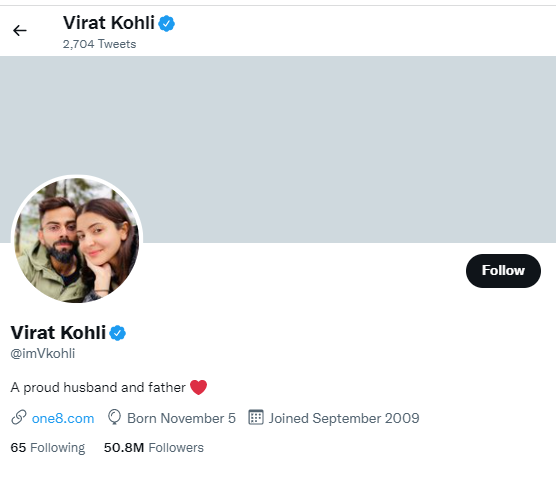 Virat Kohli
2,704 Tweets
Follow
Virat Kohli
@imVkohli
A proud husband and father ❤️
one8.com Born November 5 Joined September 2009
65 Following 50.8M Followers